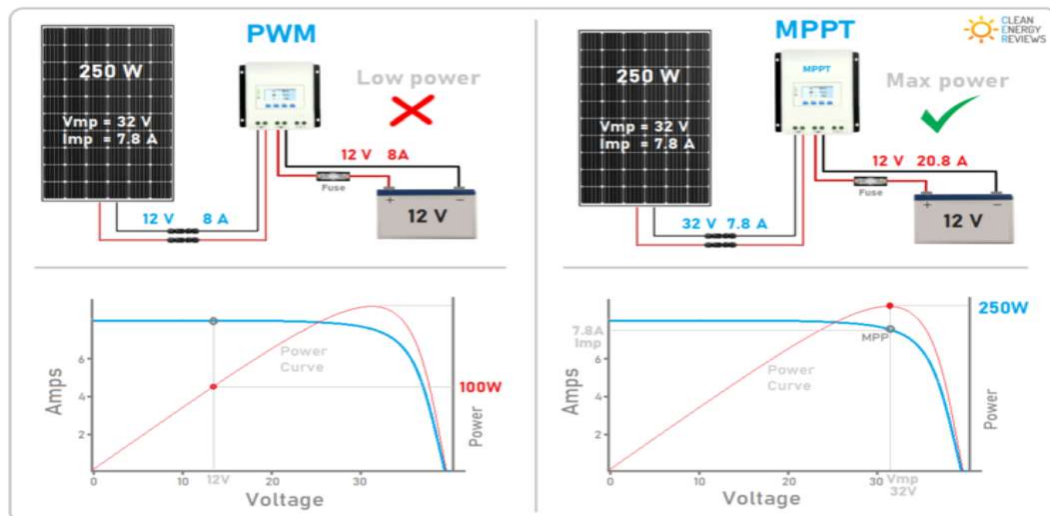 PWM
250 W
Vmp = 32 V
Imp = 7.8 A
Low power
12 V 8A
Fuse
+ −
12 V
12 V 8 A
MPPT
CLEAN
ENERGY
REVIEWS
250 W
Vmp = 32 V
Imp = 7.8 A
MPPT
Max power
12 V 20.8 A
Fuse
+ −
12 V
32 V 7.8 A
Amps
6
4
2
0
10
12V
20
30
Voltage
Power
Curve
100W
Power
7.8A
Imp
Amps
6
4
2
0
10
20
30
Vmp
32V
Voltage
Power
Curve
MPP
250W
Power